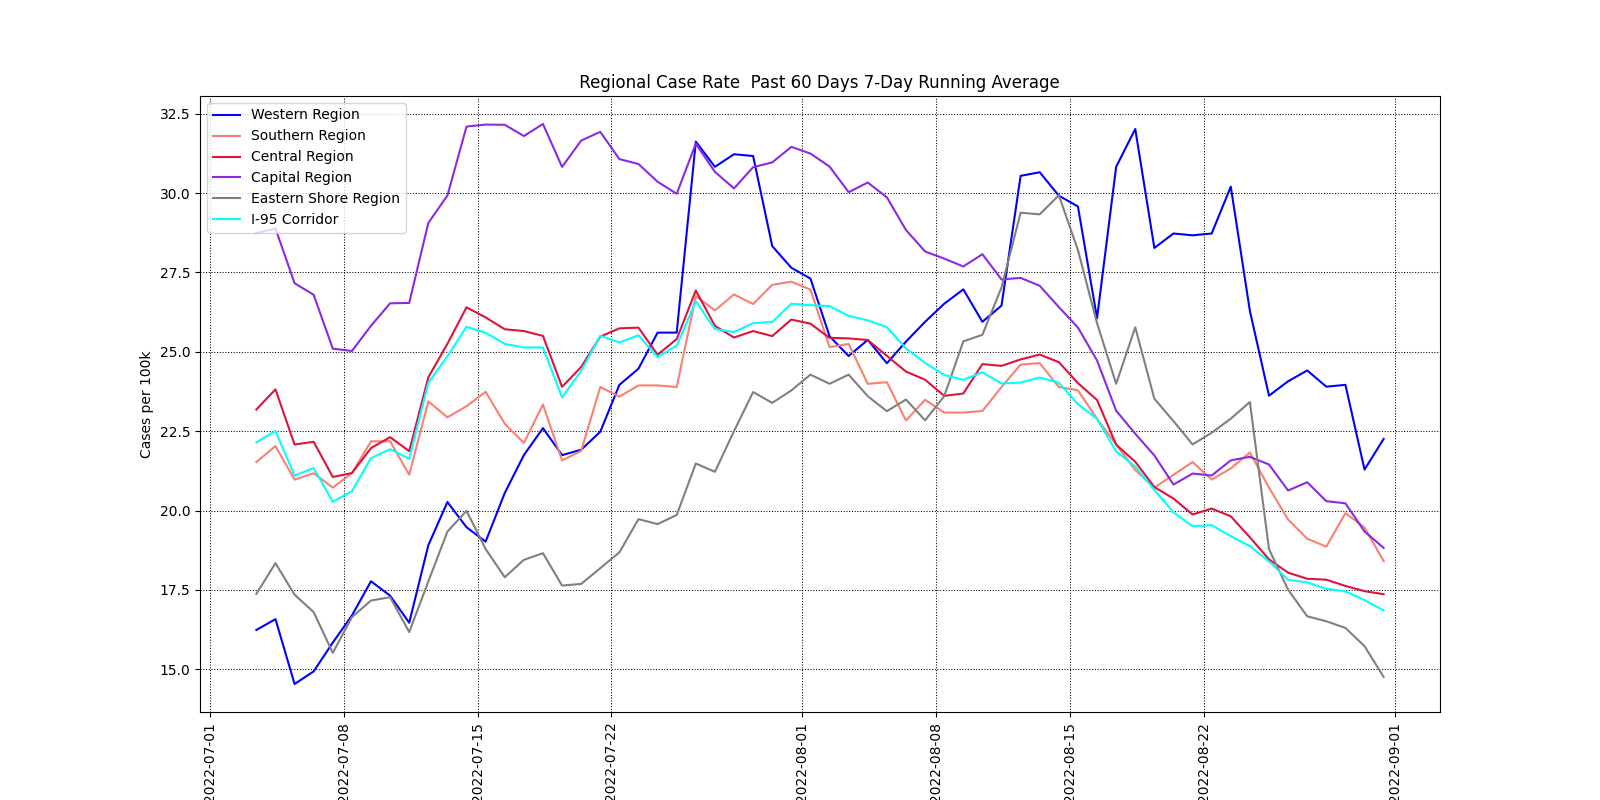 Regional Case Rate  Past 60 Days 7-Day Running Average
Cases per 100k
32.5
30.0
27.5
25.0
22.5
20.0
17.5
15.0
Western Region
Southern Region
Central Region
Capital Region
Eastern Shore Region
I-95 Corridor
2022-07-01
2022-07-08
2022-07-15
2022-07-22
2022-08-01
2022-08-08
2022-08-15
2022-08-22
2022-09-01